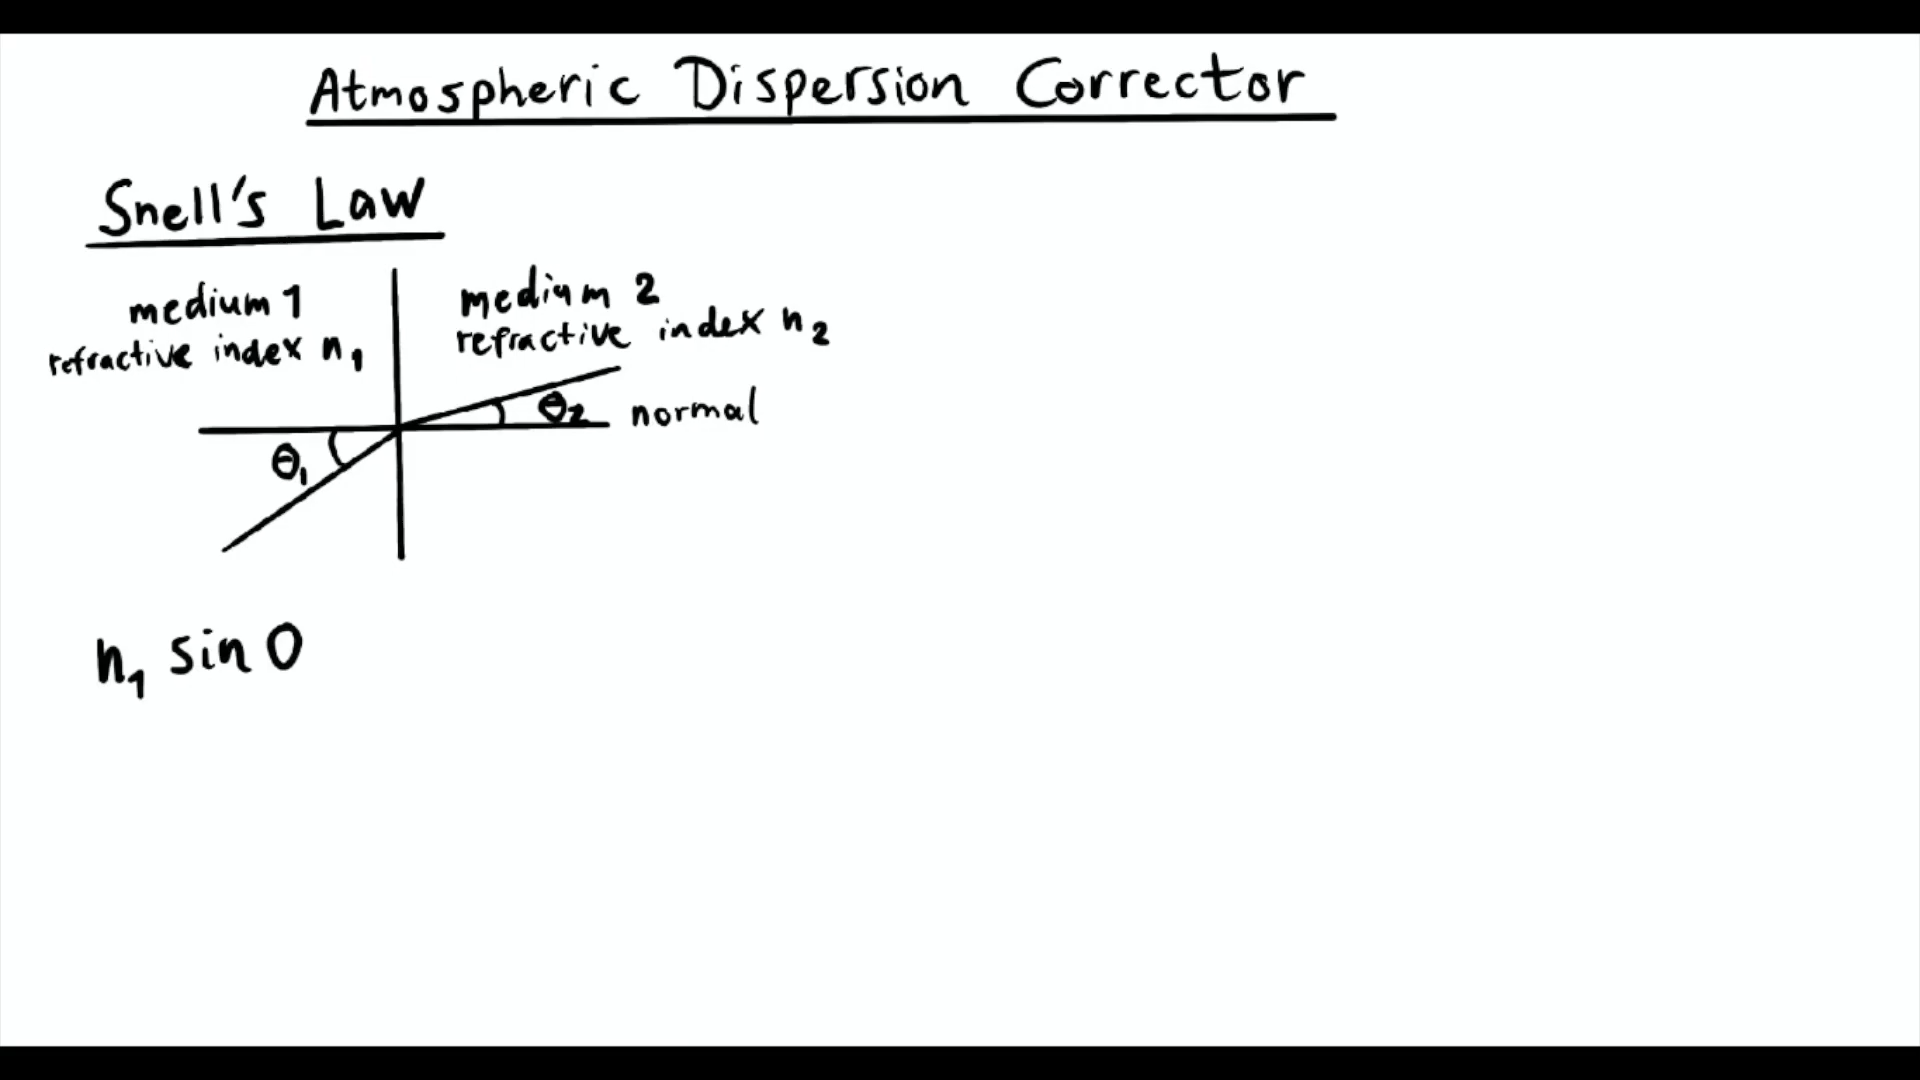 Atmospheric Dispersion Corrector
Snell's Law
medium 1
refractive index n₁
medium 2
refractive index n₂
θ₂ normal
θ₁
n₁ sin 0